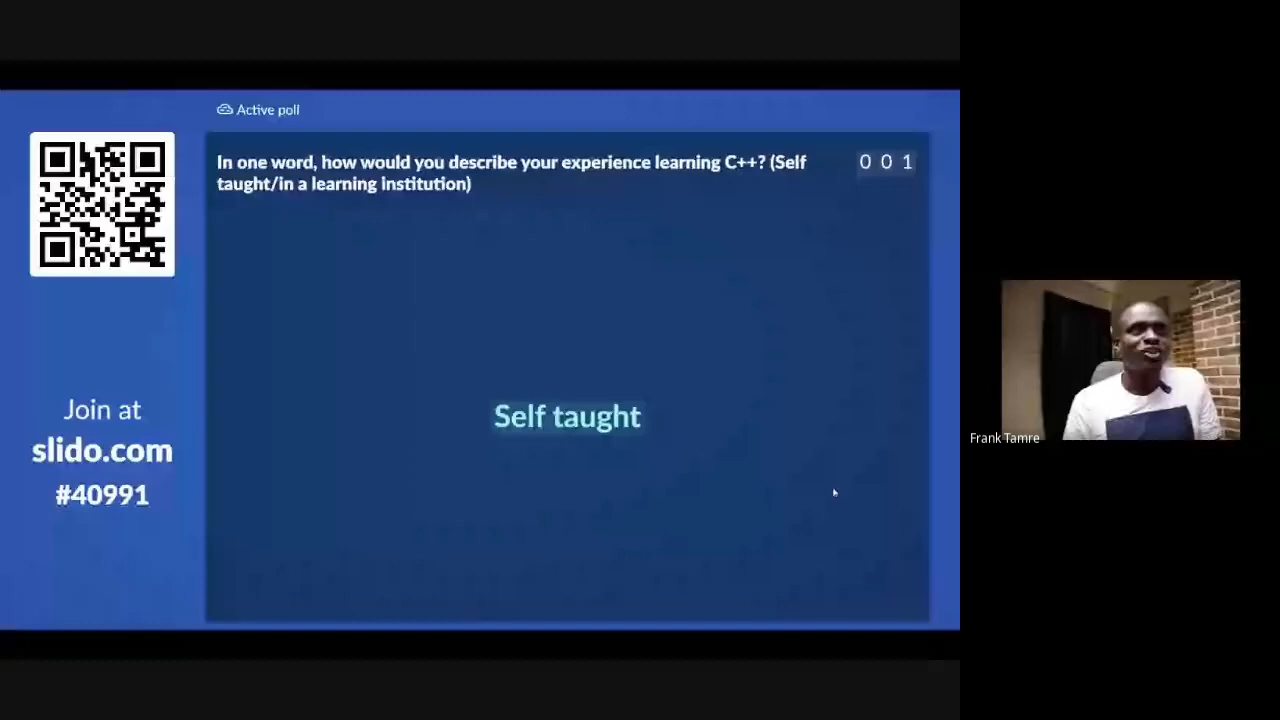 Active poll
In one word, how would you describe your experience learning C++? (Self
taught/in a learning institution)
0 0 1
Self taught
Join at
slido.com
#40991
Frank Tamre